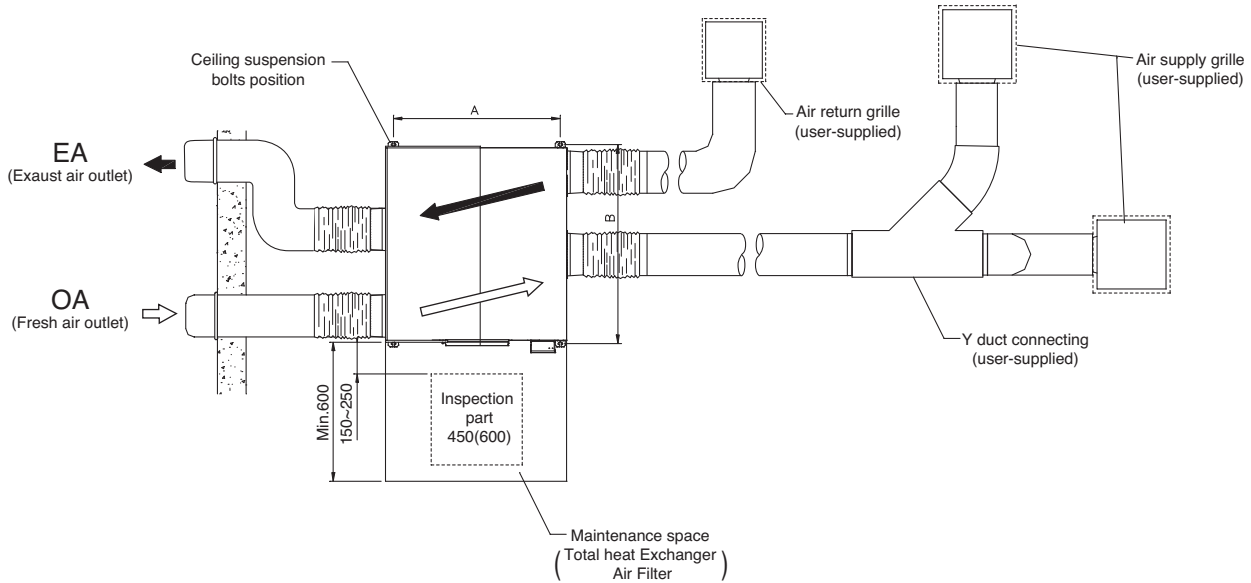 Ceiling suspension
bolts position
A
B
Air return grille
(user-supplied)
Air supply grille
(user-supplied)
EA
(Exaust air outlet)
OA
(Fresh air outlet)
Y duct connecting
(user-supplied)
Min.600
150~250
Inspection
part
450(600)
Maintenance space
(Total heat Exchanger
Air Filter)